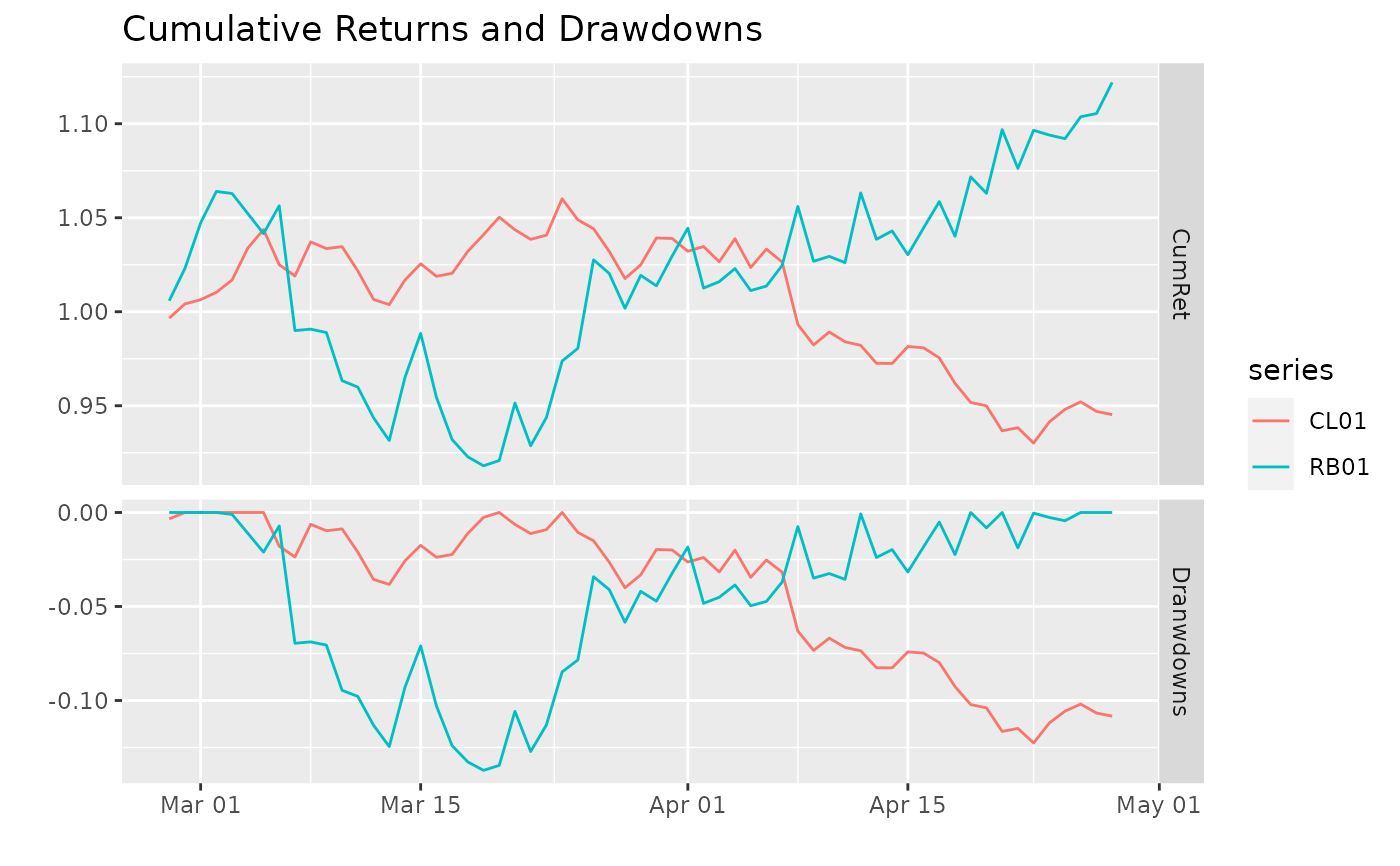 Cumulative Returns and Drawdowns
1.10
1.05
1.00
0.95
CumRet
0.00
-0.05
-0.10
Dranwdowns
Mar 01
Mar 15
Apr 01
Apr 15
May 01
series
CL01
RB01